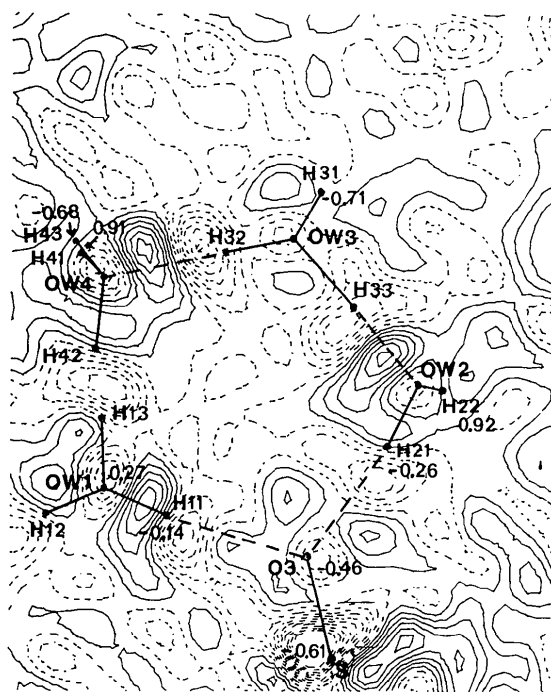 H31
-0.71
-0.68
0.91
H43
H32
OW3
H41
OW4
H33
H42
OW2
H22
0.92
H13
H21
-0.26
0.27
OW1
H11
H12
-0.14
O3
-0.46
-0.61
S